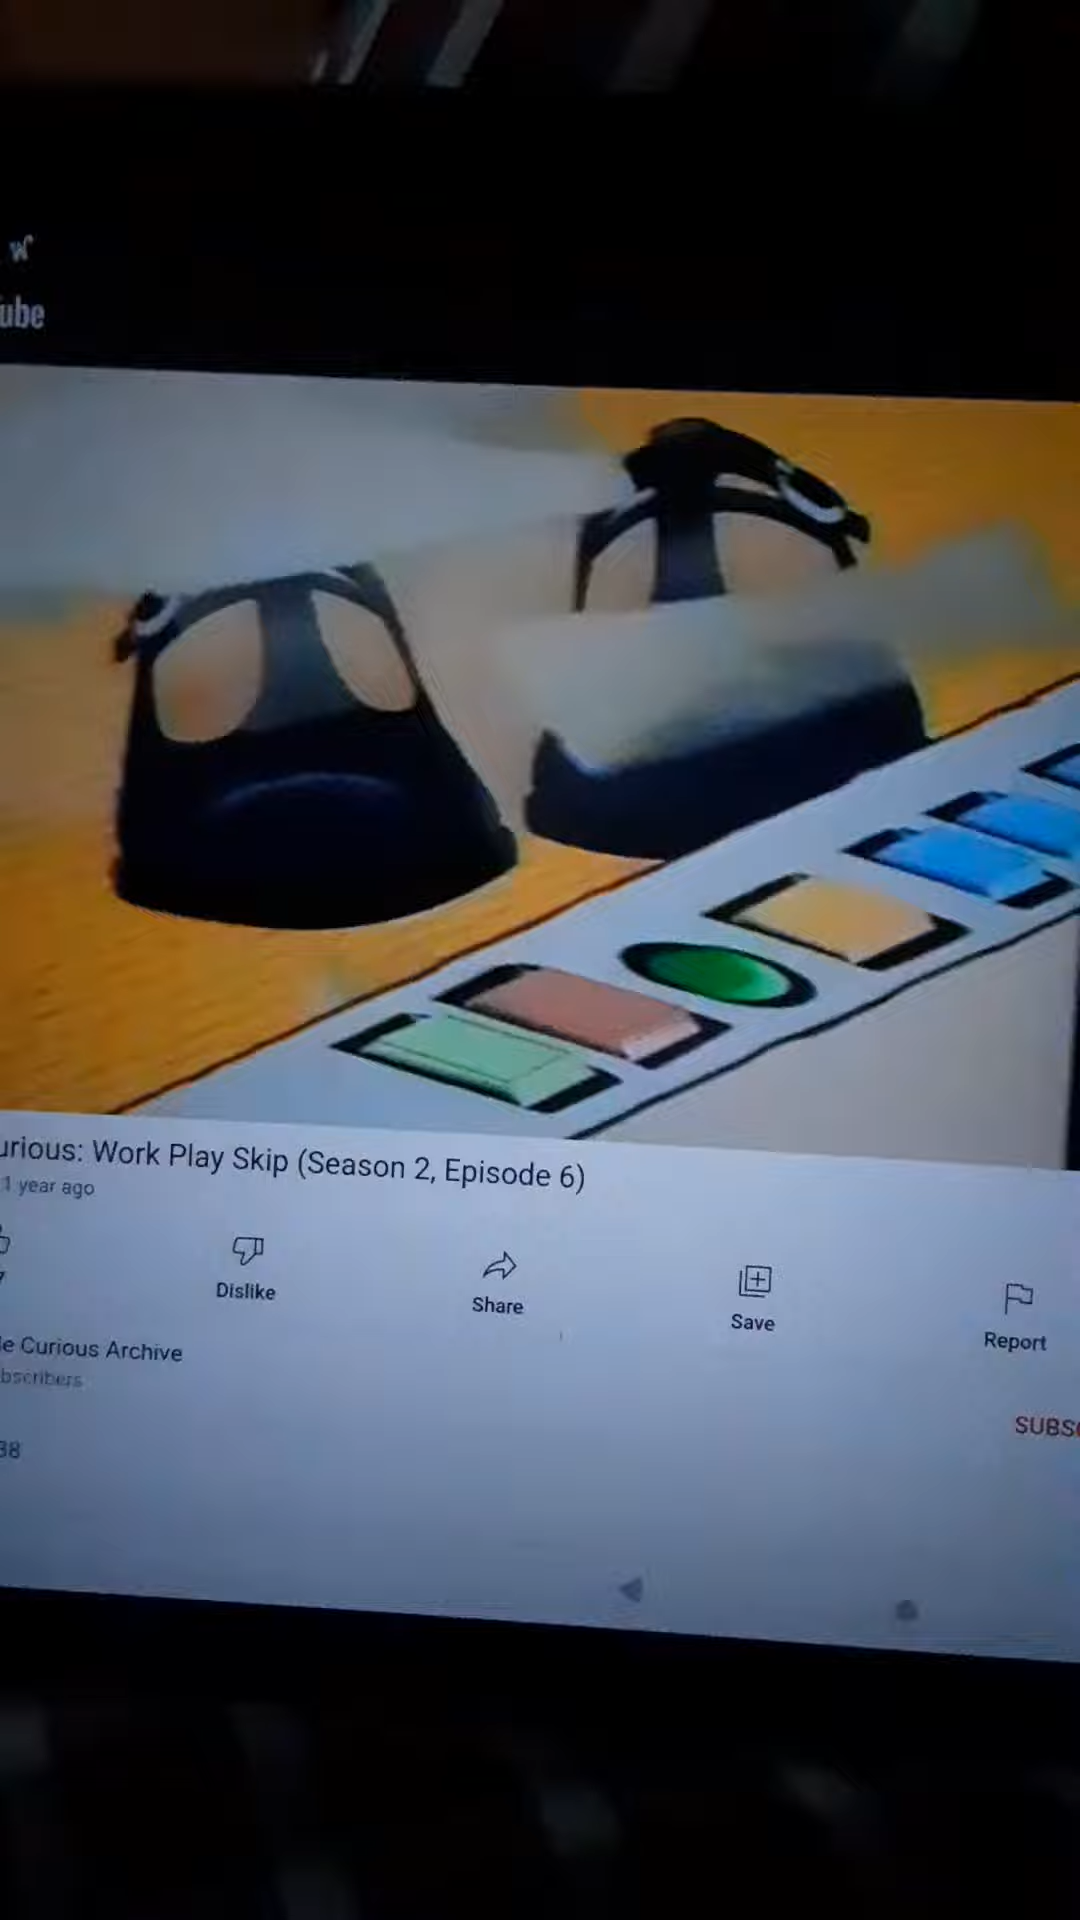 ube
urious: Work Play Skip (Season 2, Episode 6)
1 year ago
Dislike
Share
Save
Report
le Curious Archive
bscribers
SUBS
38